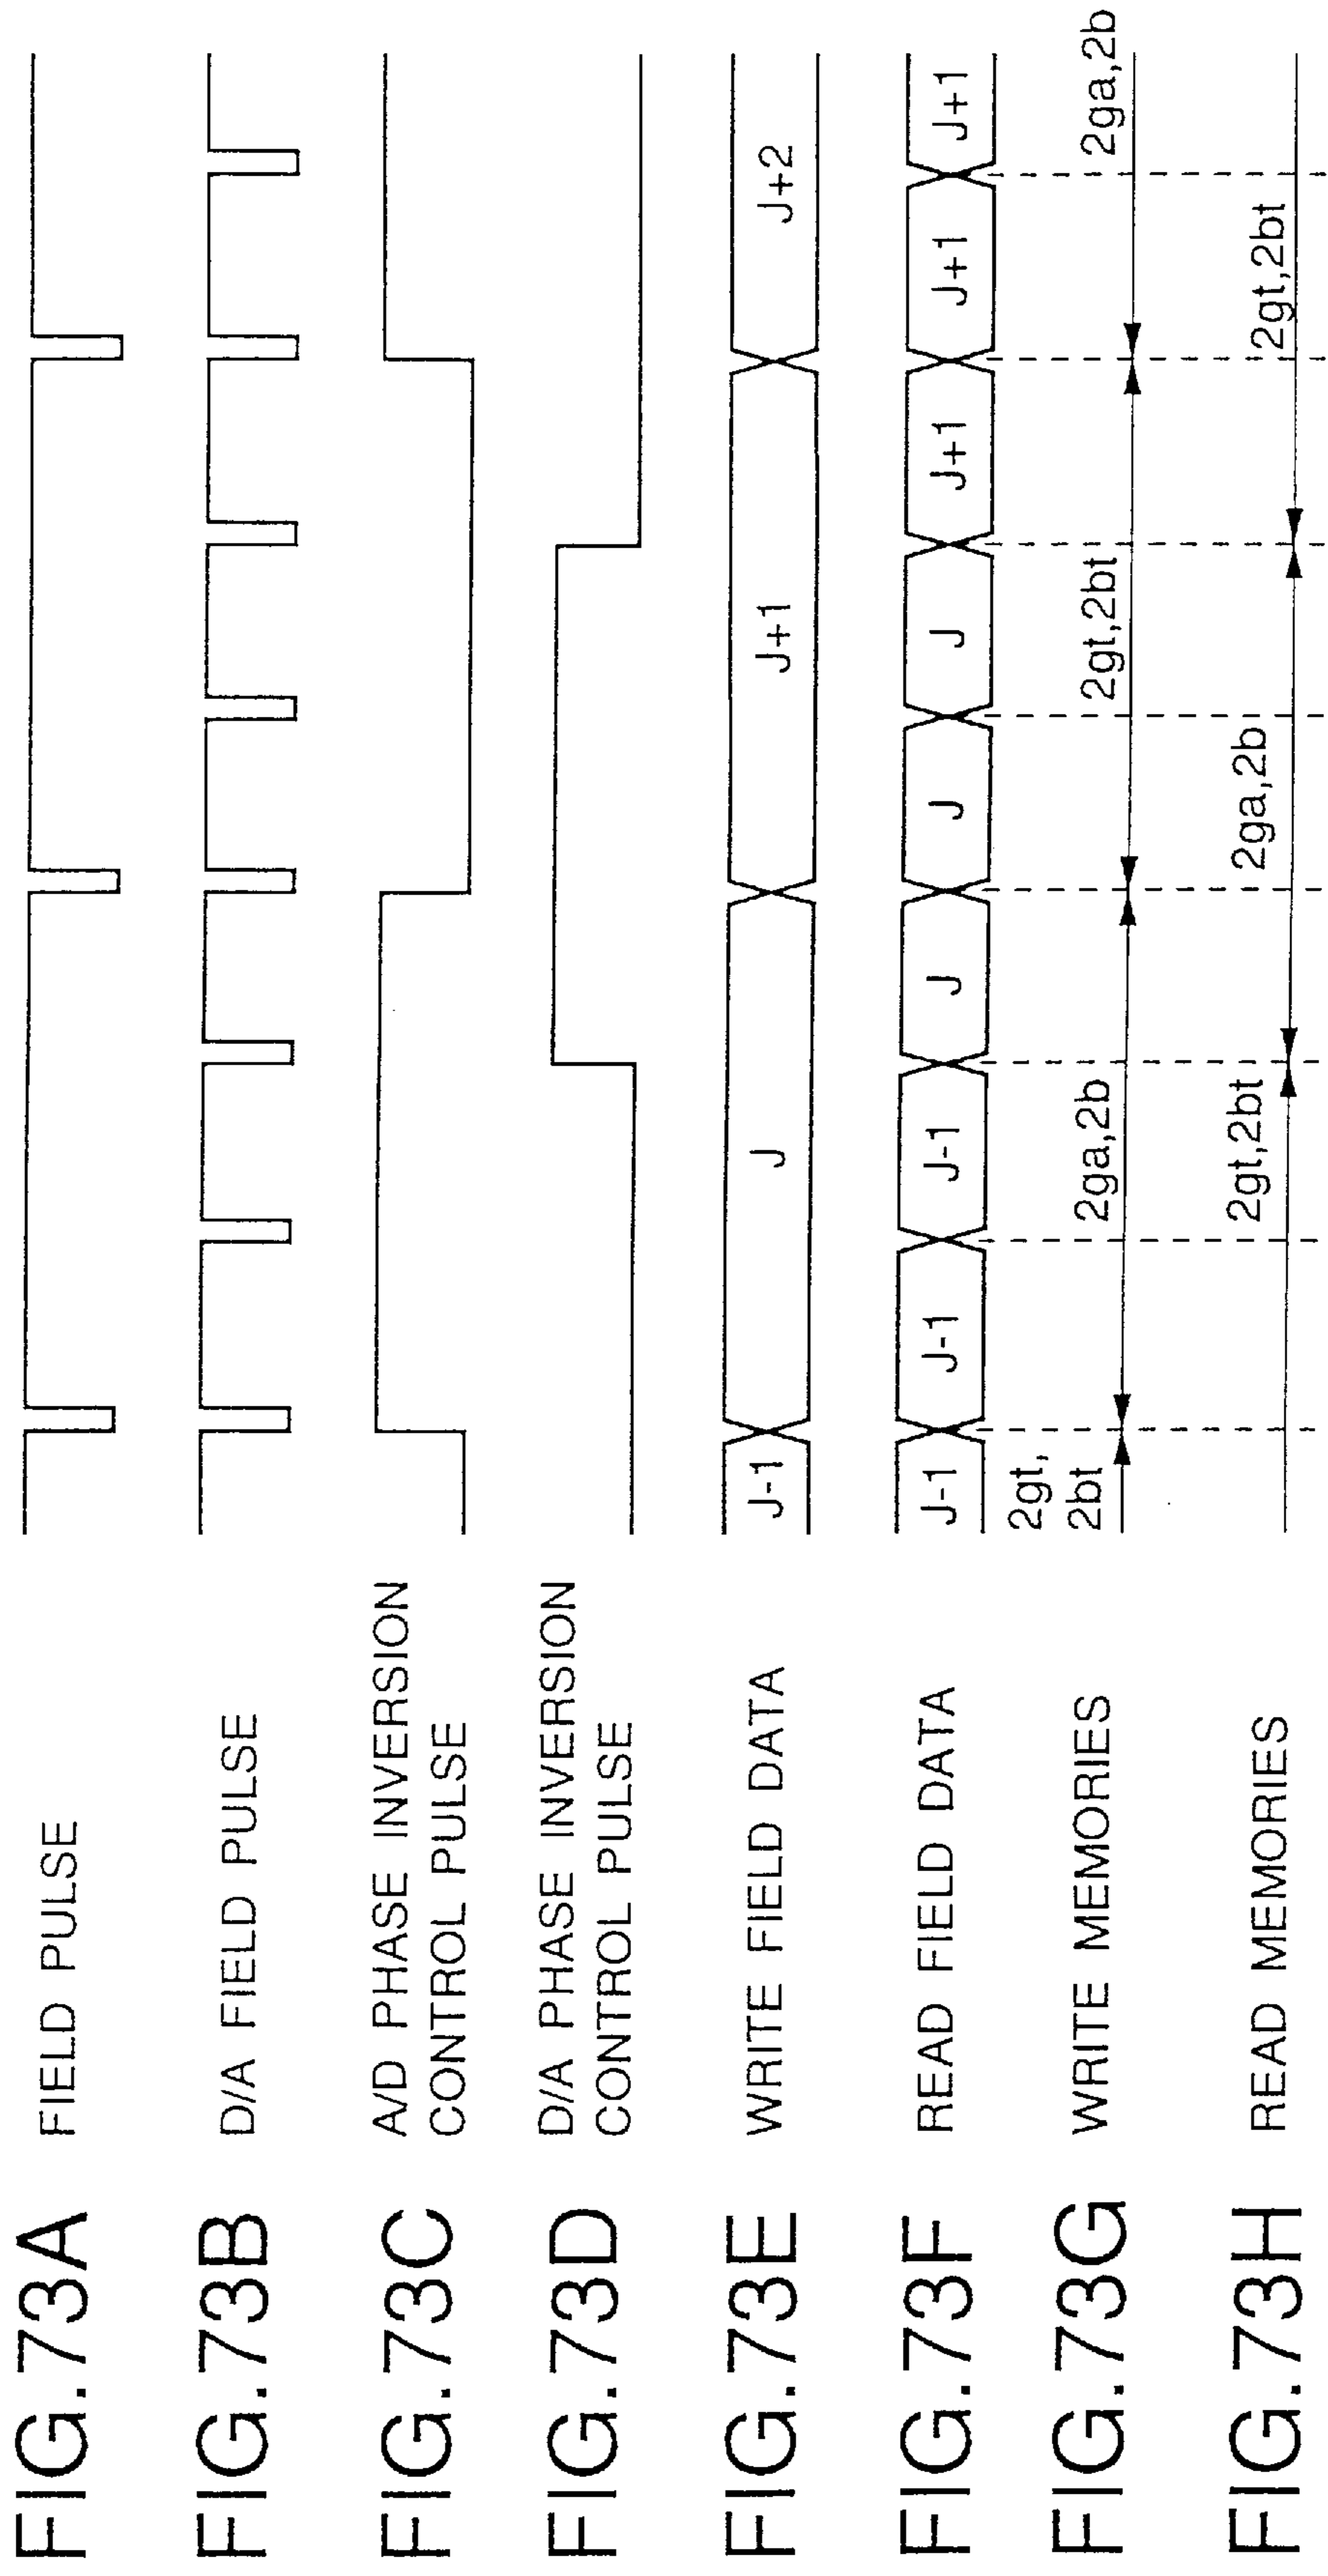 FIG.73A FIELD PULSE
FIG.73B D/A FIELD PULSE
FIG.73C A/D PHASE INVERSION
CONTROL PULSE
FIG.73D D/A PHASE INVERSION
CONTROL PULSE
FIG.73E WRITE FIELD DATA J-1 J J+1 J+2
FIG.73F READ FIELD DATA J-1 J-1 J-1 J J J J+1 J+1 J+1
FIG.73G WRITE MEMORIES 2gt,
2bt 2ga,2b 2gt,2bt 2ga,2b
FIG.73H READ MEMORIES 2gt,2bt 2ga,2b 2gt,2bt